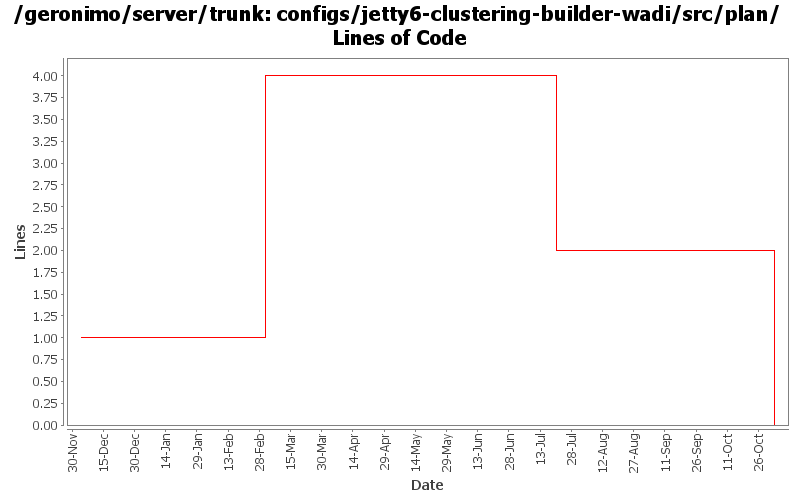 /geronimo/server/trunk: configs/jetty6-clustering-builder-wadi/src/plan/
Lines of Code
4.00
3.75
3.50
3.25
3.00
2.75
2.50
2.25
2.00
1.75
1.50
1.25
1.00
0.75
0.50
0.25
0.00
Lines
30-Nov
15-Dec
30-Dec
14-Jan
29-Jan
13-Feb
28-Feb
15-Mar
30-Mar
14-Apr
29-Apr
14-May
29-May
13-Jun
28-Jun
13-Jul
28-Jul
12-Aug
27-Aug
11-Sep
26-Sep
11-Oct
26-Oct
Date